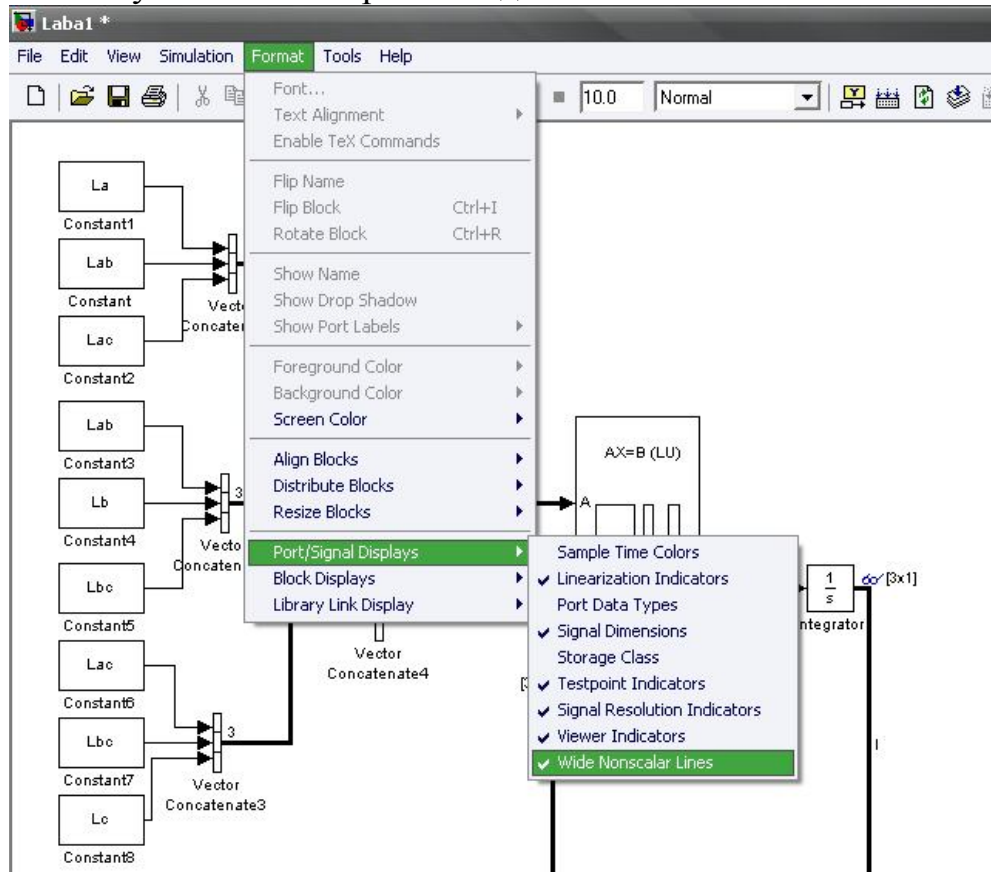 Laba1 *
File Edit View Simulation Format Tools Help
10.0 Normal
Font...
Text Alignment
Enable TeX Commands
Flip Name
Flip Block Ctrl+I
Rotate Block Ctrl+R
Show Name
Show Drop Shadow
Show Port Labels
Foreground Color
Background Color
Screen Color
Align Blocks
Distribute Blocks
Resize Blocks
Port/Signal Displays
Block Displays
Library Link Display
Sample Time Colors
Linearization Indicators
Port Data Types
Signal Dimensions
Storage Class
Testpoint Indicators
Signal Resolution Indicators
Viewer Indicators
Wide Nonscalar Lines
La
Constant1
Lab
Constant
Lac
Constant2
Lab
Constant3
3
Lb
Constant4
Lbc
Constant5
Lac
Constant6
Lbc
3
Constant7
Vector
Concatenate3
Lc
Constant8
Vector
Concatenate4
AX=B (LU)
A
1
s
[3x1]
I